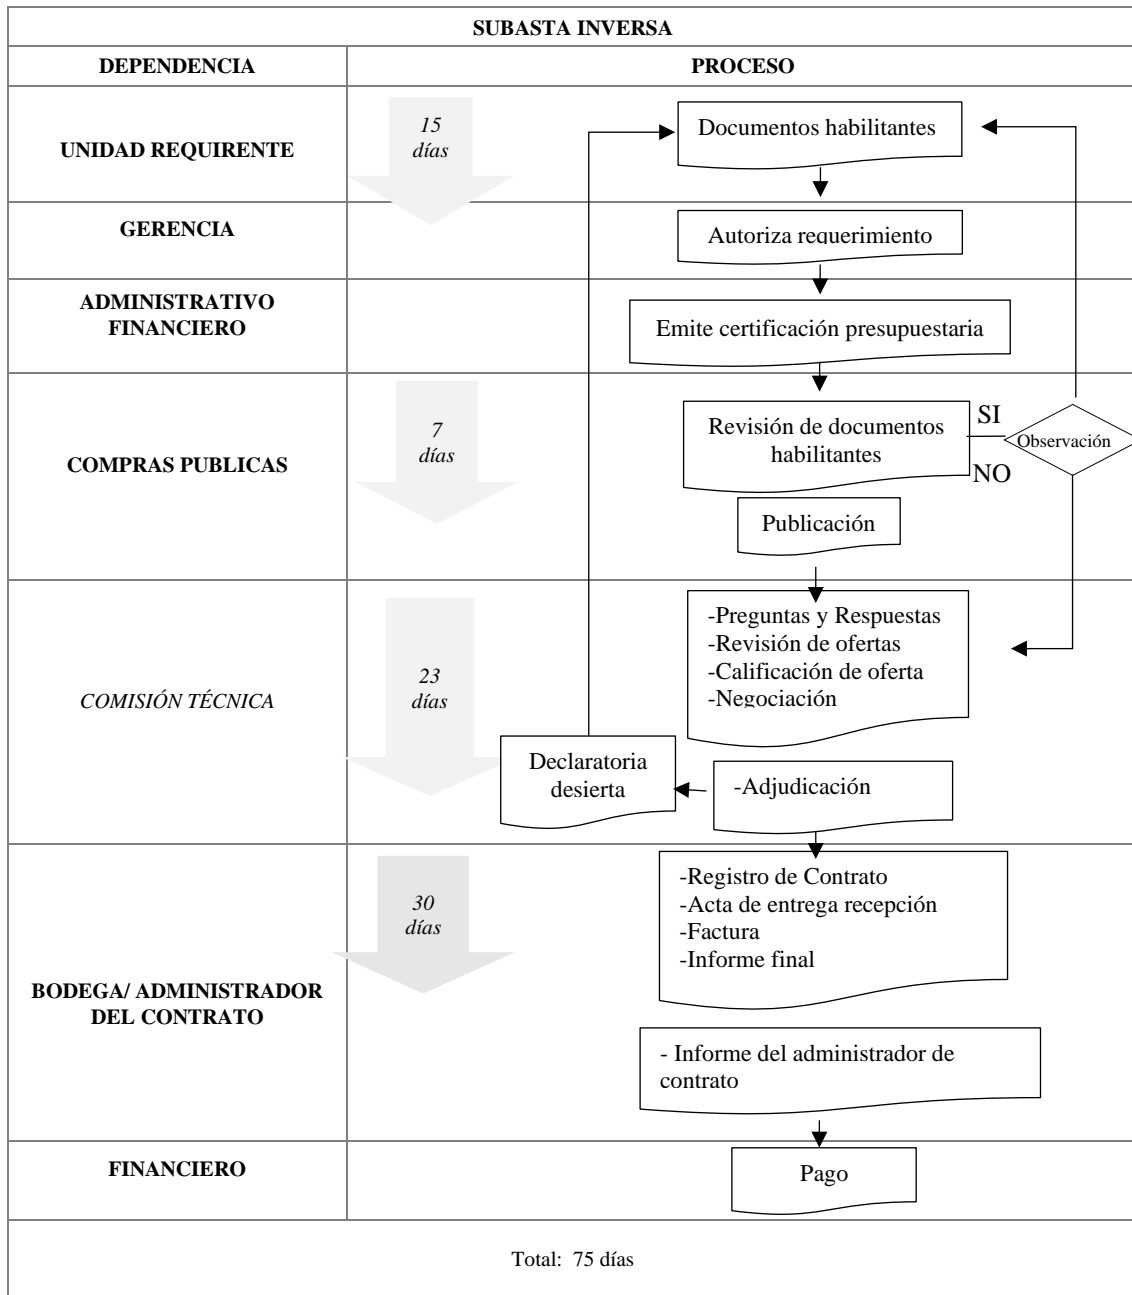 SUBASTA INVERSA
DEPENDENCIA
PROCESO
UNIDAD REQUIRENTE
15
días
Documentos habilitantes
GERENCIA
Autoriza requerimiento
ADMINISTRATIVO
FINANCIERO
Emite certificación presupuestaria
COMPRAS PUBLICAS
7
días
Revisión de documentos
habilitantes
SI
NO
Observación
Publicación
COMISIÓN TÉCNICA
23
días
-Preguntas y Respuestas
-Revisión de ofertas
-Calificación de oferta
-Negociación
Declaratoria
desierta
-Adjudicación
BODEGA/ ADMINISTRADOR
DEL CONTRATO
30
días
-Registro de Contrato
-Acta de entrega recepción
-Factura
-Informe final
- Informe del administrador de
contrato
FINANCIERO
Pago
Total: 75 días